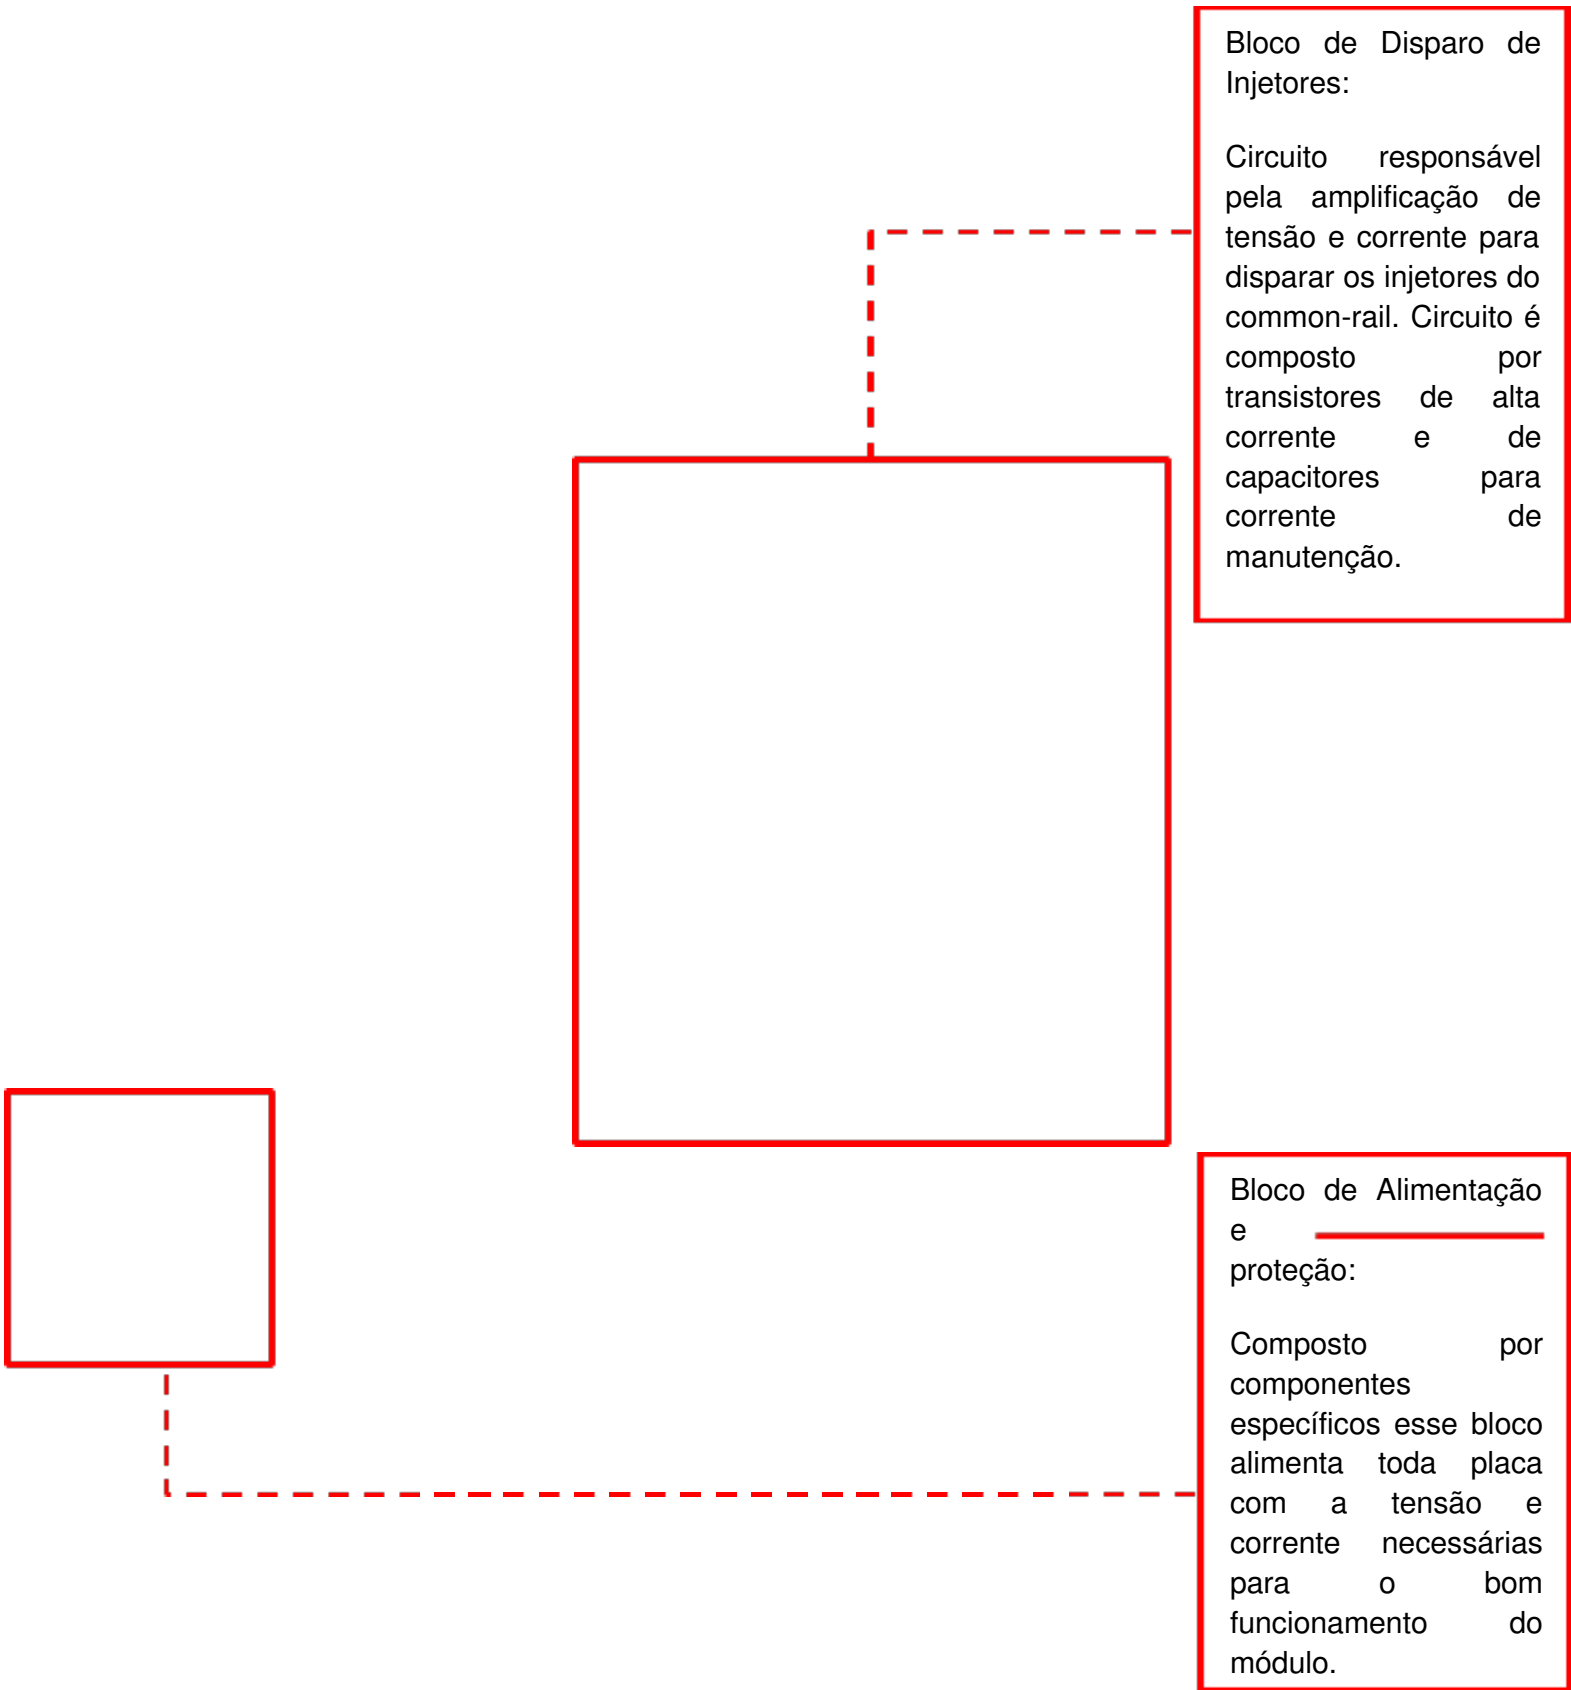 Bloco de Disparo de
Injetores:
Circuito responsável
pela amplificação de
tensão e corrente para
disparar os injetores do
common-rail. Circuito é
composto por
transistores de alta
corrente e de
capacitores para
corrente de
manutenção.
Bloco de Alimentação
e
proteção:
Composto por
componentes
específicos esse bloco
alimenta toda placa
com a tensão e
corrente necessárias
para o bom
funcionamento do
módulo.